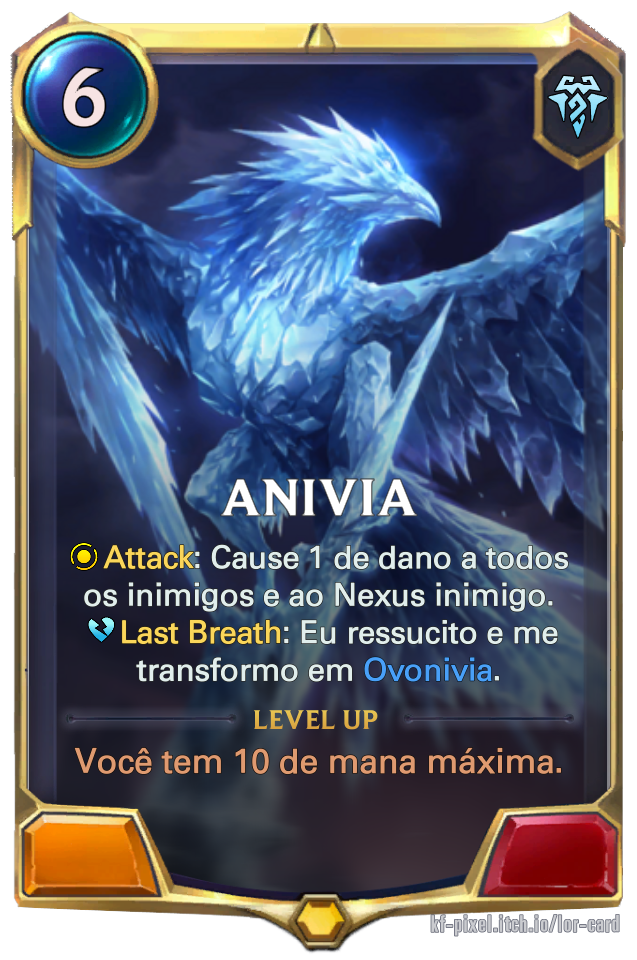 6
ANIVIA
Attack: Cause 1 de dano a todos
os inimigos e ao Nexus inimigo.
Last Breath: Eu ressucito e me
transformo em Ovonivia.
LEVEL UP
Você tem 10 de mana máxima.
kf-pixel.itch.io/lor-card